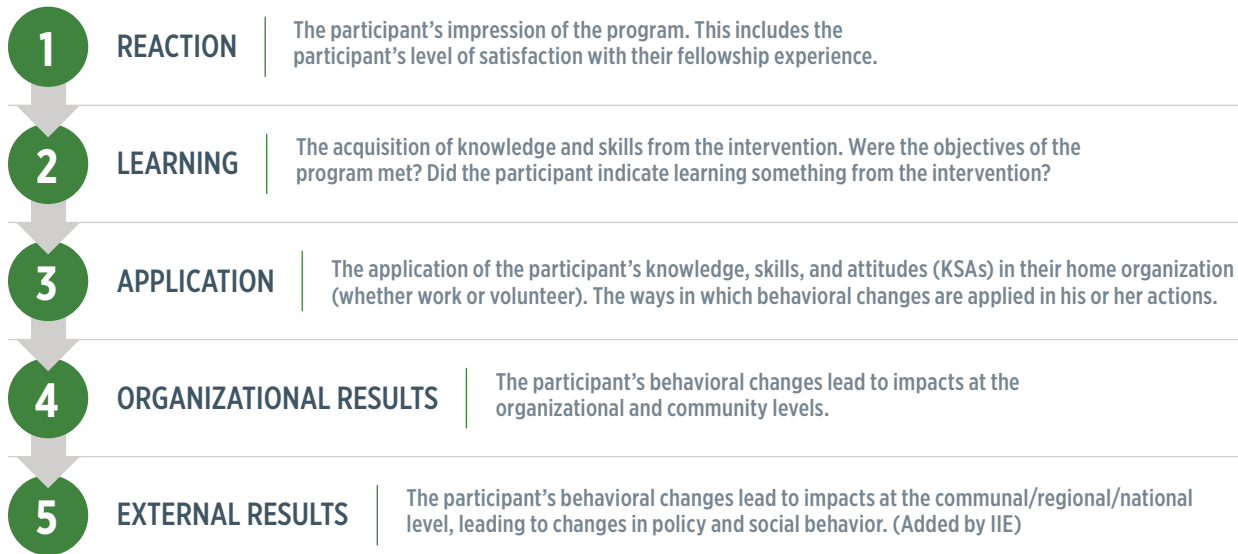 1
REACTION
The participant’s impression of the program. This includes the
participant’s level of satisfaction with their fellowship experience.
2
LEARNING
The acquisition of knowledge and skills from the intervention. Were the objectives of the
program met? Did the participant indicate learning something from the intervention?
3
APPLICATION
The application of the participant’s knowledge, skills, and attitudes (KSAs) in their home organization
(whether work or volunteer). The ways in which behavioral changes are applied in his or her actions.
4
ORGANIZATIONAL RESULTS
The participant’s behavioral changes lead to impacts at the
organizational and community levels.
5
EXTERNAL RESULTS
The participant’s behavioral changes lead to impacts at the communal/regional/national
level, leading to changes in policy and social behavior. (Added by IIE)